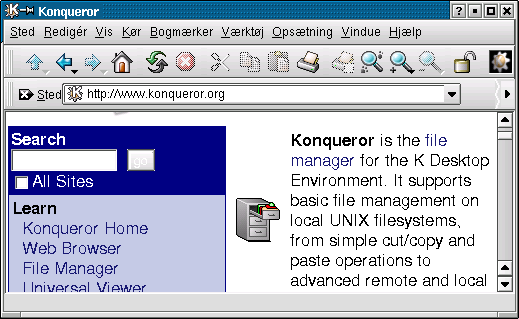 Konqueror
Sted Redigér Vis Kør Bogmærker Værktøj Opsætning Vindue Hjælp
Sted http://www.konqueror.org
Search
go
All Sites
Learn
Konqueror Home
Web Browser
File Manager
Universal Viewer
Konqueror is the file
manager for the K Desktop
Environment. It supports
basic file management on
local UNIX filesystems,
from simple cut/copy and
paste operations to
advanced remote and local